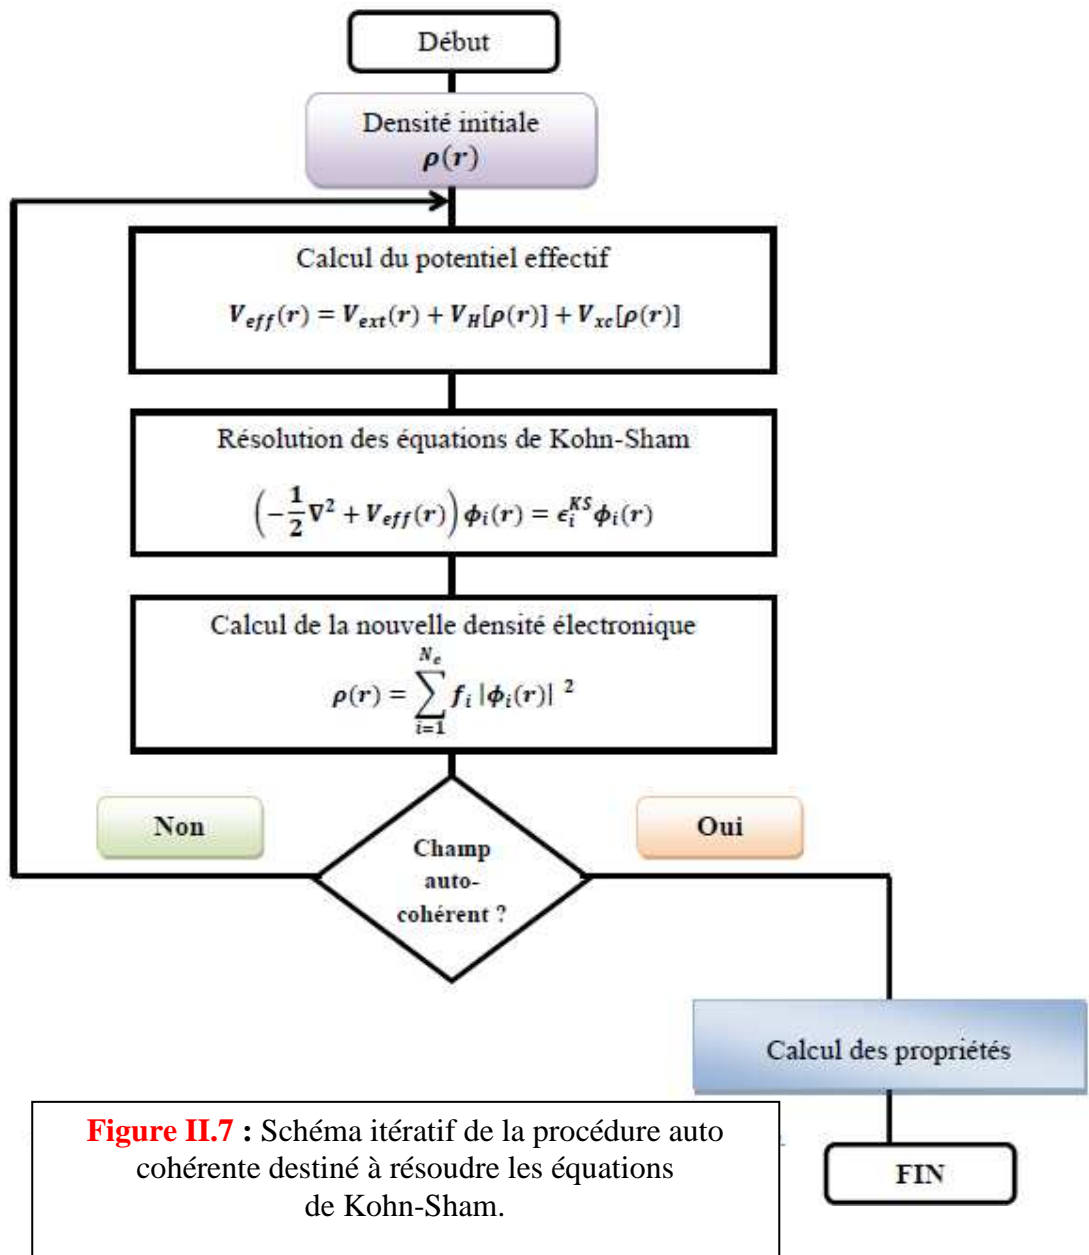 Début
Densité initiale
ρ(r)
Calcul du potentiel effectif
V_eff(r) = V_ext(r) + V_H[ρ(r)] + V_xc[ρ(r)]
Résolution des équations de Kohn-Sham
(−1/2 ∇² + V_eff(r)) ϕ_i(r) = ϵ_i^KS ϕ_i(r)
Calcul de la nouvelle densité électronique
ρ(r) = ∑_{i=1}^{N_e} f_i |ϕ_i(r)| ²
Non
Oui
Champ
auto-
cohérent ?
Calcul des propriétés
FIN
Figure II.7 : Schéma itératif de la procédure auto
cohérente destiné à résoudre les équations
de Kohn-Sham.